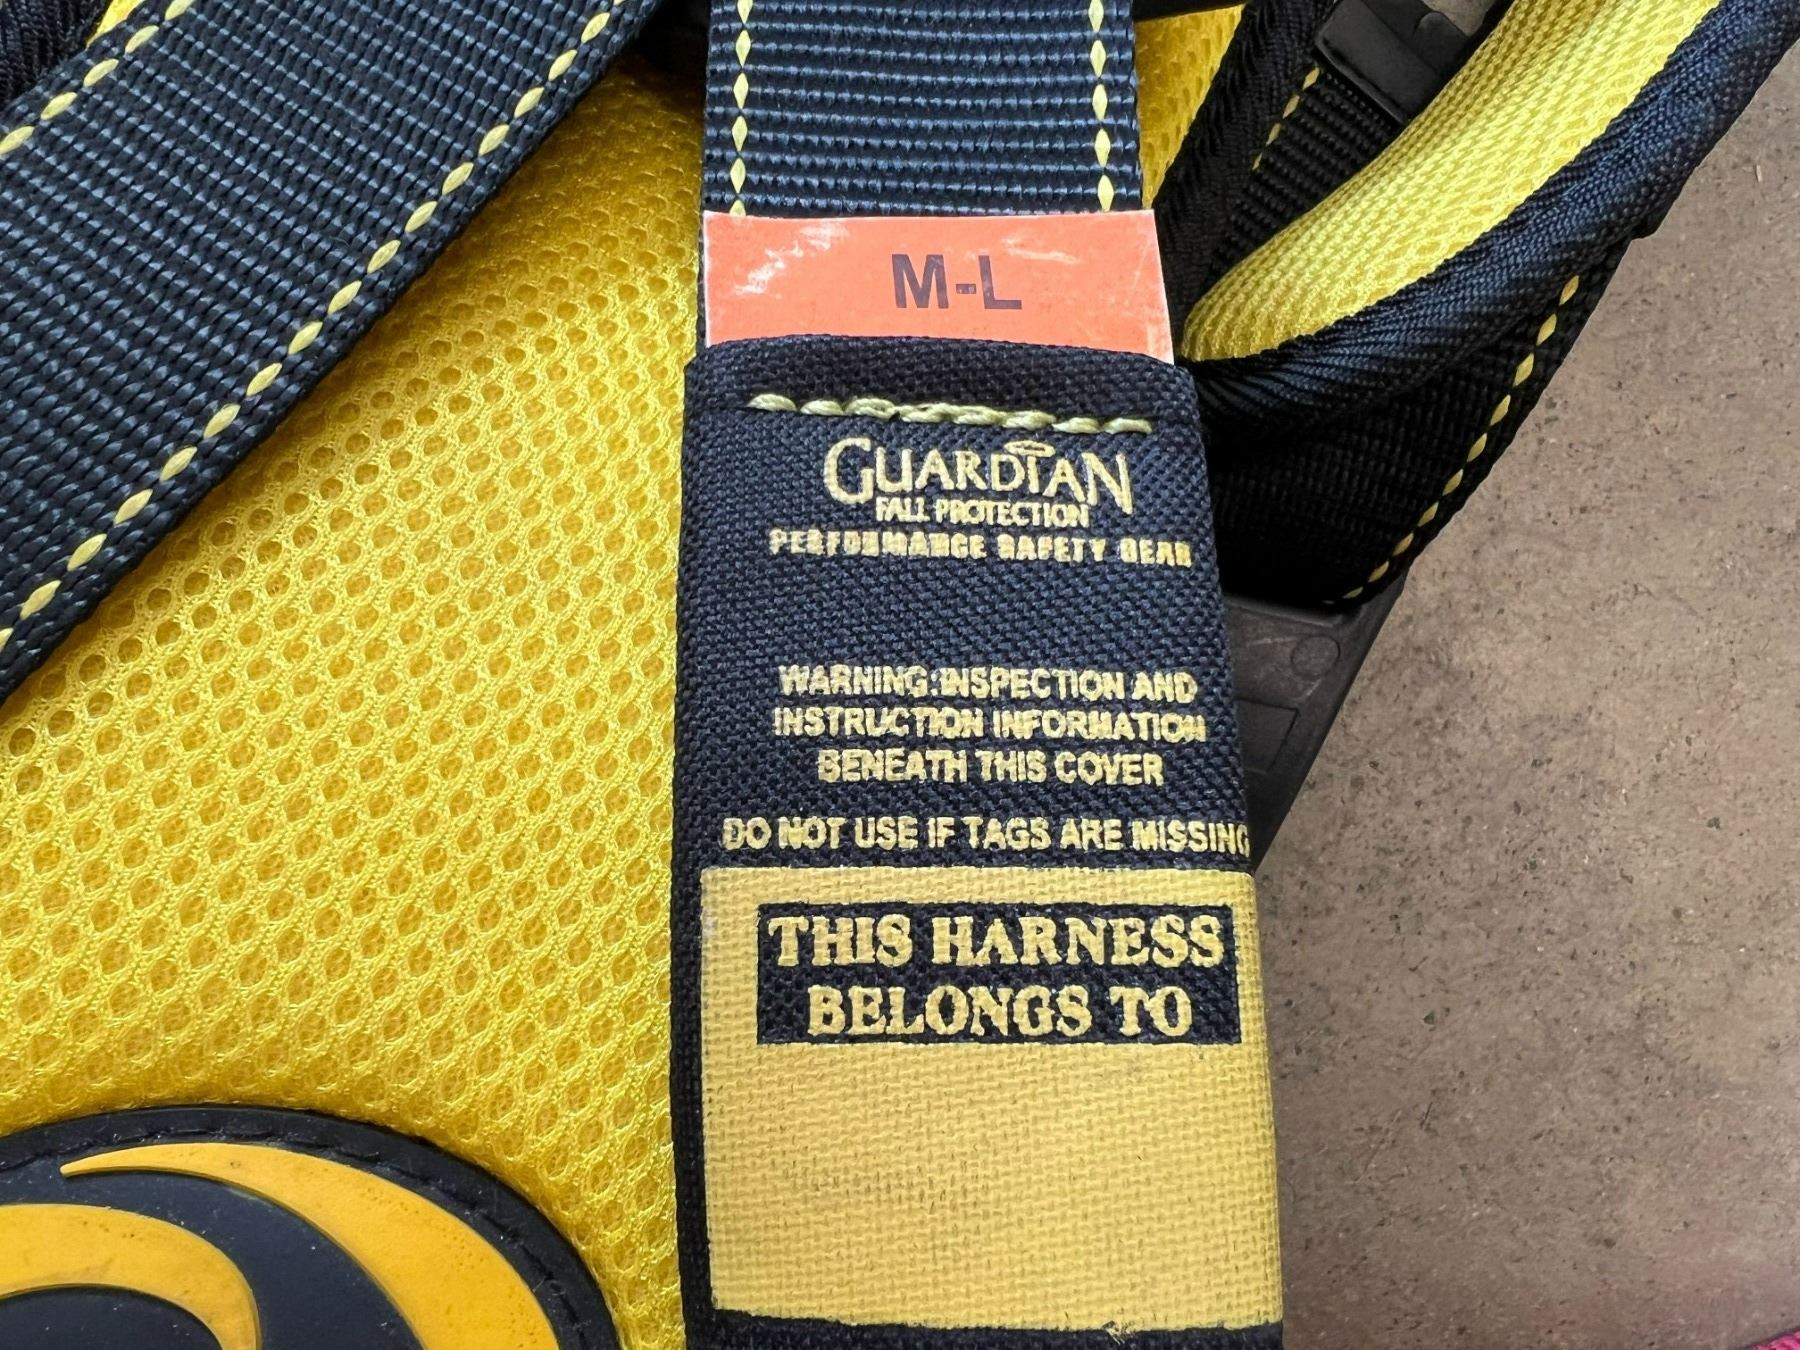 M-L
GUARDIAN
FALL PROTECTION
PERFORMANCE SAFETY GEAR
WARNING:INSPECTION AND
INSTRUCTION INFORMATION
BENEATH THIS COVER
DO NOT USE IF TAGS ARE MISSING
THIS HARNESS
BELONGS TO